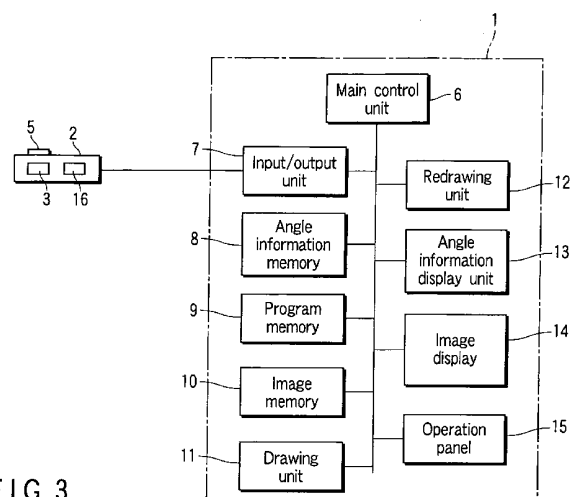 1
Main control
unit
6
5
2
3
16
7
Input/output
unit
Redrawing
unit
12
8
Angle
information
memory
Angle
information
display unit
13
9
Program
memory
Image
display
14
10
Image
memory
Operation
panel
15
11
Drawing
unit
FIG. 3